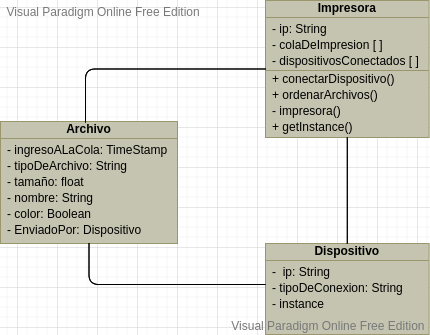 Visual Paradigm Online Free Edition
Impresora
- ip: String
- colaDeImpresion [ ]
- dispositivosConectados [ ]
+ conectarDispositivo()
+ ordenarArchivos()
- impresora()
+ getInstance()
Archivo
- ingresoALaCola: TimeStamp
- tipoDeArchivo: String
- tamaño: float
- nombre: String
- color: Boolean
- EnviadoPor: Dispositivo
Dispositivo
- ip: String
- tipoDeConexion: String
- instance
Visual Paradigm Online Free Edition